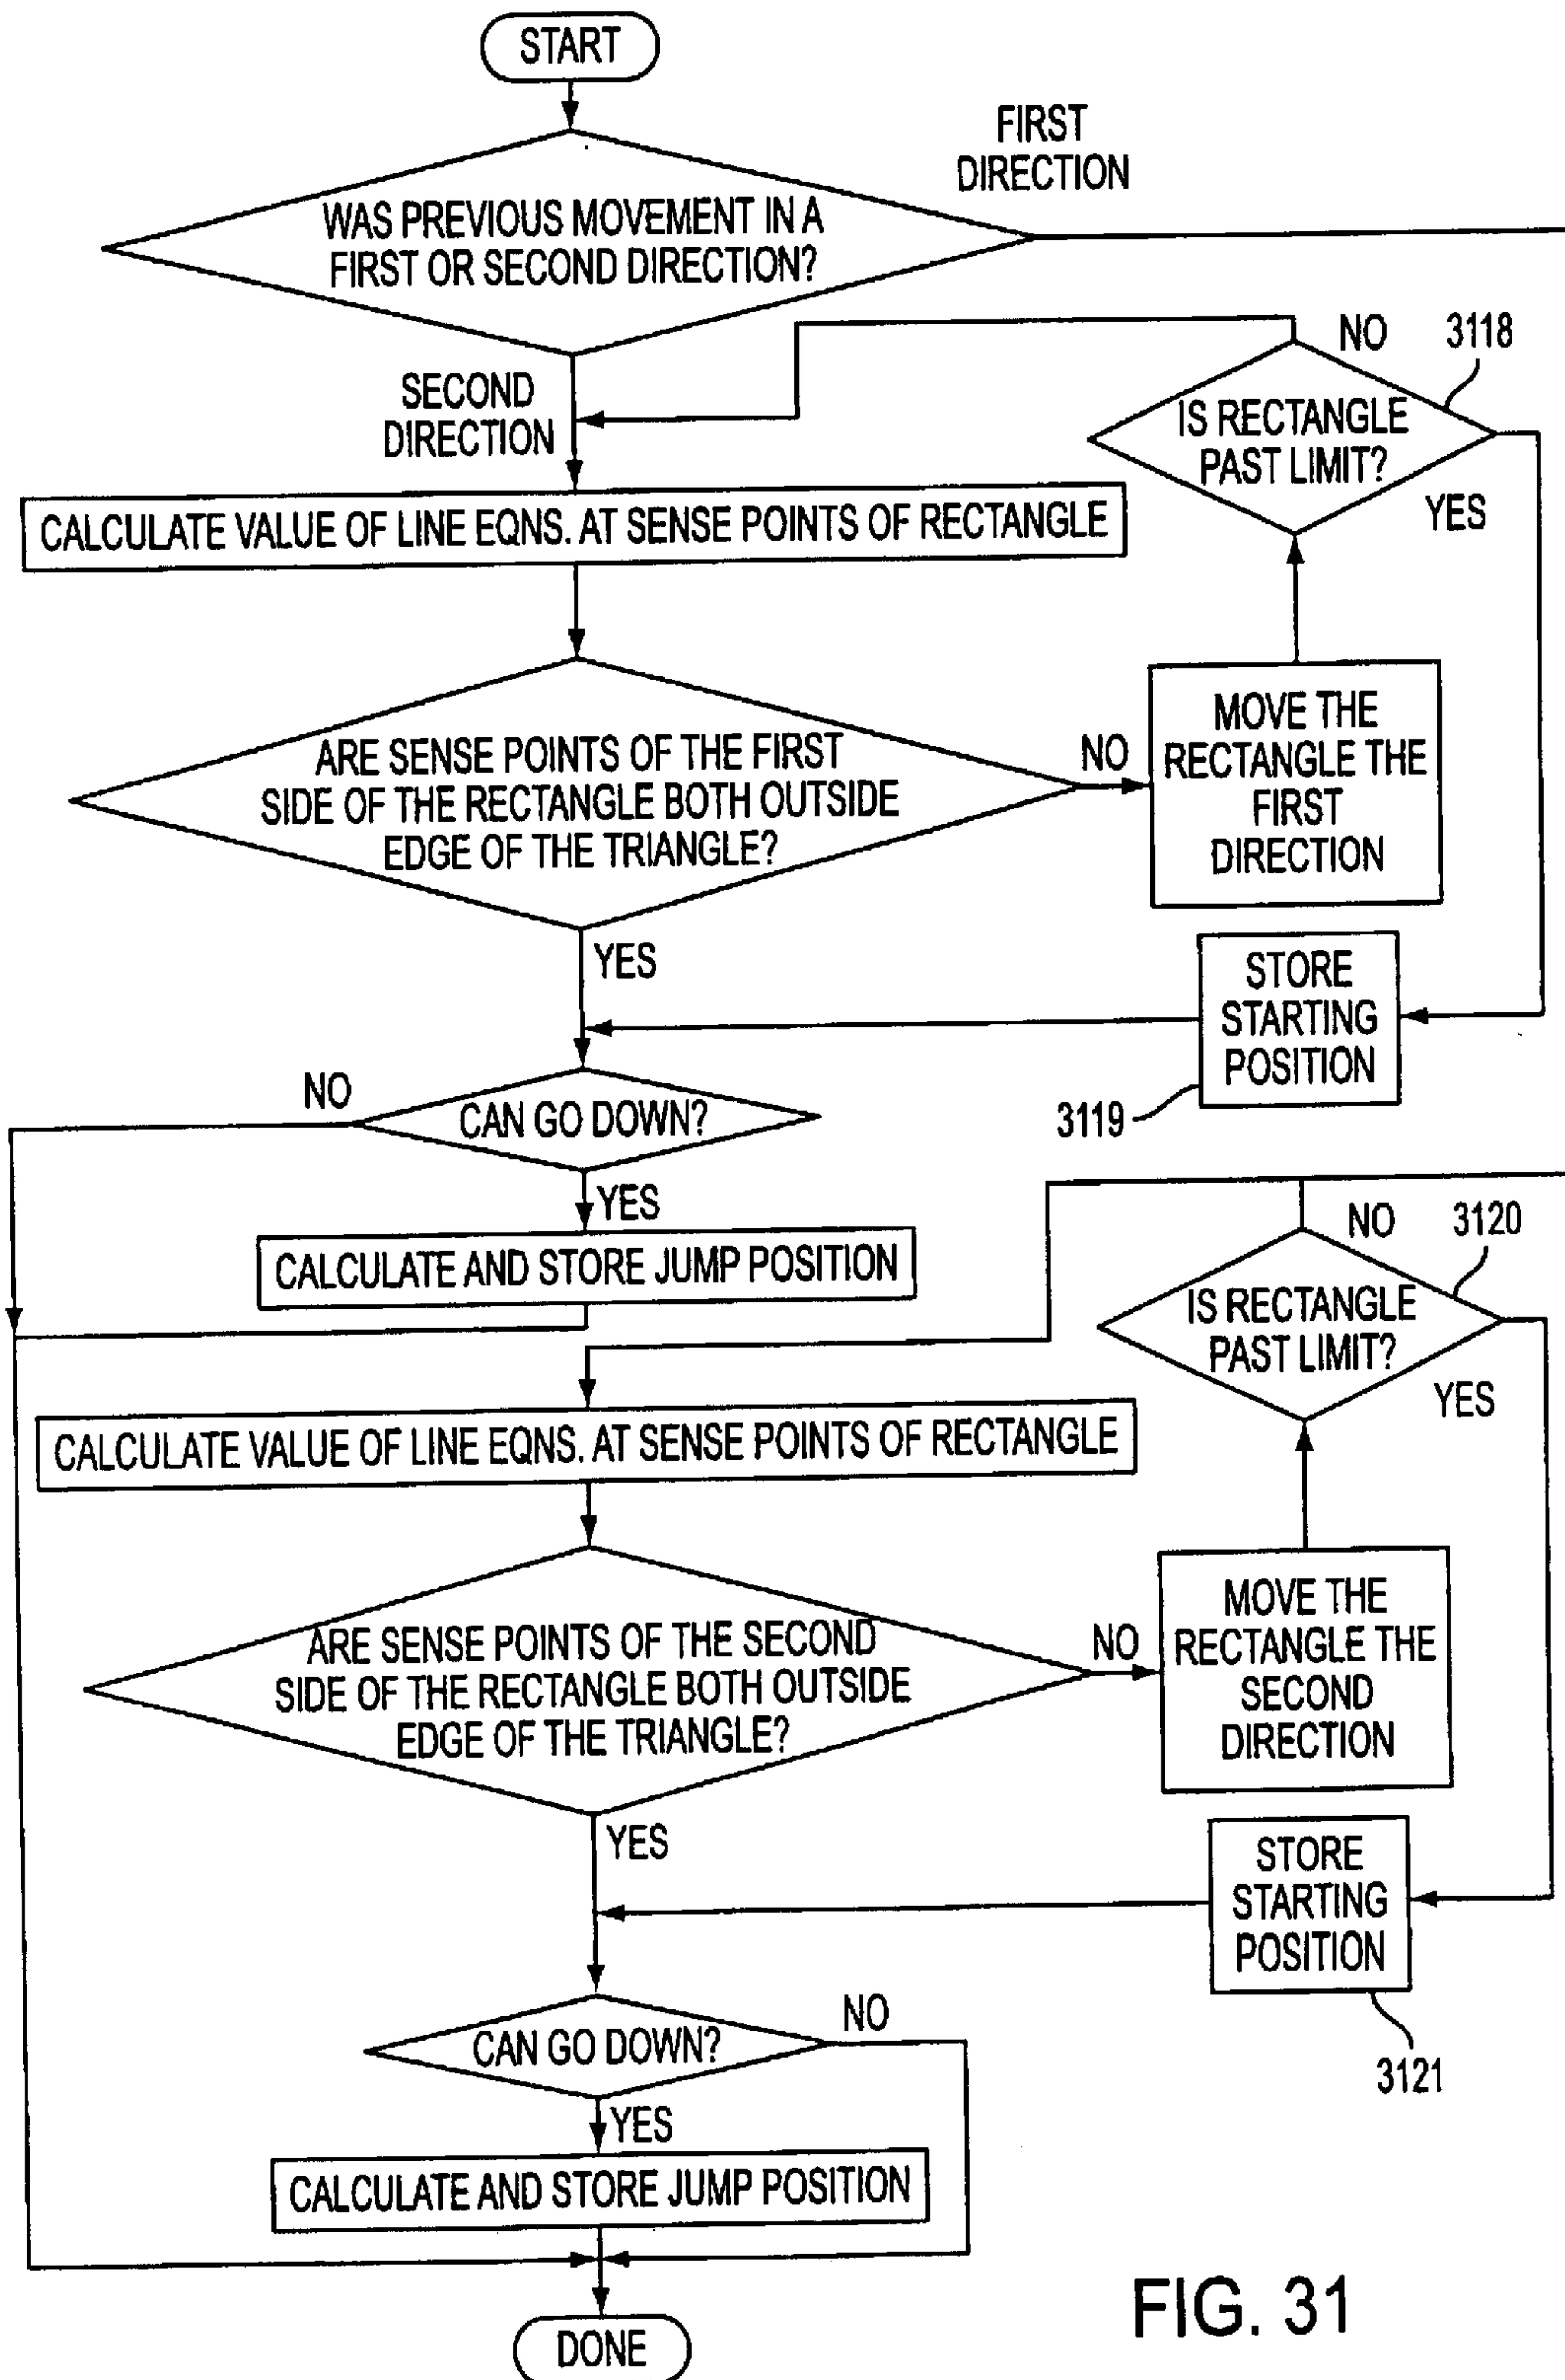 START
FIRST
DIRECTION
WAS PREVIOUS MOVEMENT IN A
FIRST OR SECOND DIRECTION?
NO
3118
SECOND
DIRECTION
IS RECTANGLE
PAST LIMIT?
YES
CALCULATE VALUE OF LINE EQNS. AT SENSE POINTS OF RECTANGLE
ARE SENSE POINTS OF THE FIRST
SIDE OF THE RECTANGLE BOTH OUTSIDE
EDGE OF THE TRIANGLE?
NO
MOVE THE
RECTANGLE THE
FIRST
DIRECTION
YES
STORE
STARTING
POSITION
3119
NO
CAN GO DOWN?
YES
CALCULATE AND STORE JUMP POSITION
NO
3120
IS RECTANGLE
PAST LIMIT?
YES
CALCULATE VALUE OF LINE EQNS. AT SENSE POINTS OF RECTANGLE
ARE SENSE POINTS OF THE SECOND
SIDE OF THE RECTANGLE BOTH OUTSIDE
EDGE OF THE TRIANGLE?
NO
MOVE THE
RECTANGLE THE
SECOND
DIRECTION
YES
STORE
STARTING
POSITION
3121
CAN GO DOWN?
NO
YES
CALCULATE AND STORE JUMP POSITION
DONE
FIG. 31